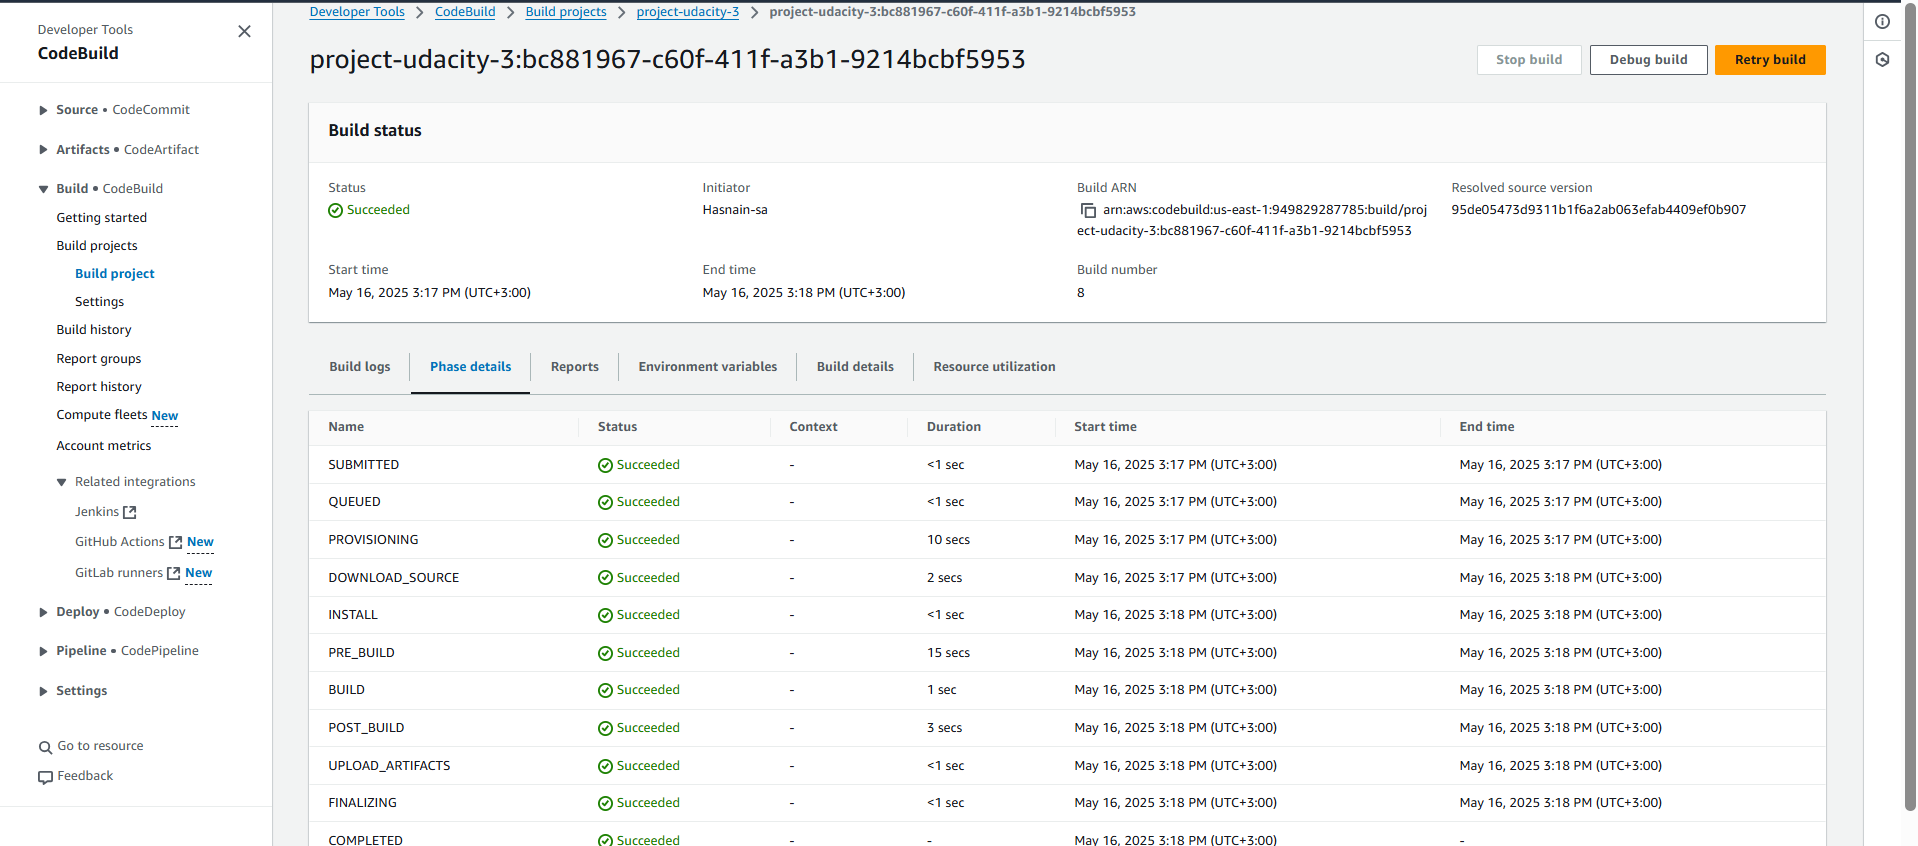 Developer Tools
CodeBuild
Source • CodeCommit
Artifacts • CodeArtifact
Build • CodeBuild
Getting started
Build projects
Build project
Settings
Build history
Report groups
Report history
Compute fleets New
Account metrics
Related integrations
Jenkins
GitHub Actions New
GitLab runners New
Deploy • CodeDeploy
Pipeline • CodePipeline
Settings
Go to resource
Feedback
Developer Tools > CodeBuild > Build projects > project-udacity-3 > project-udacity-3:bc881967-c60f-411f-a3b1-9214bcbf5953
project-udacity-3:bc881967-c60f-411f-a3b1-9214bcbf5953
Stop build Debug build Retry build
Build status
Status Initiator Build ARN Resolved source version
Succeeded Hasnain-sa arn:aws:codebuild:us-east-1:949829287785:build/proj 95de05473d9311b1f6a2ab063efab4409ef0b907
ect-udacity-3:bc881967-c60f-411f-a3b1-9214bcbf5953
Start time End time Build number
May 16, 2025 3:17 PM (UTC+3:00) May 16, 2025 3:18 PM (UTC+3:00) 8
Build logs Phase details Reports Environment variables Build details Resource utilization
Name Status Context Duration Start time End time
SUBMITTED Succeeded - <1 sec May 16, 2025 3:17 PM (UTC+3:00) May 16, 2025 3:17 PM (UTC+3:00)
QUEUED Succeeded - <1 sec May 16, 2025 3:17 PM (UTC+3:00) May 16, 2025 3:17 PM (UTC+3:00)
PROVISIONING Succeeded - 10 secs May 16, 2025 3:17 PM (UTC+3:00) May 16, 2025 3:17 PM (UTC+3:00)
DOWNLOAD_SOURCE Succeeded - 2 secs May 16, 2025 3:17 PM (UTC+3:00) May 16, 2025 3:18 PM (UTC+3:00)
INSTALL Succeeded - <1 sec May 16, 2025 3:18 PM (UTC+3:00) May 16, 2025 3:18 PM (UTC+3:00)
PRE_BUILD Succeeded - 15 secs May 16, 2025 3:18 PM (UTC+3:00) May 16, 2025 3:18 PM (UTC+3:00)
BUILD Succeeded - 1 sec May 16, 2025 3:18 PM (UTC+3:00) May 16, 2025 3:18 PM (UTC+3:00)
POST_BUILD Succeeded - 3 secs May 16, 2025 3:18 PM (UTC+3:00) May 16, 2025 3:18 PM (UTC+3:00)
UPLOAD_ARTIFACTS Succeeded - <1 sec May 16, 2025 3:18 PM (UTC+3:00) May 16, 2025 3:18 PM (UTC+3:00)
FINALIZING Succeeded - <1 sec May 16, 2025 3:18 PM (UTC+3:00) May 16, 2025 3:18 PM (UTC+3:00)
COMPLETED Succeeded - - May 16, 2025 3:18 PM (UTC+3:00) -